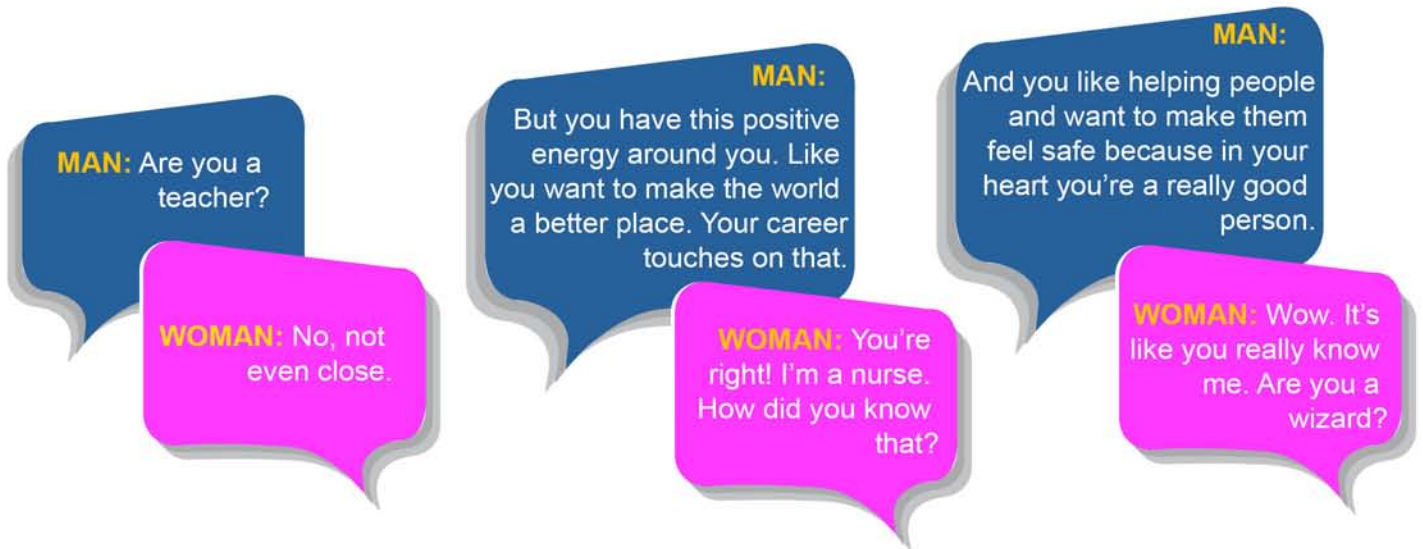 MAN: Are you a
teacher?
WOMAN: No, not
even close.
MAN:
But you have this positive
energy around you. Like
you want to make the world
a better place. Your career
touches on that.
WOMAN: You’re
right! I’m a nurse.
How did you know
that?
MAN:
And you like helping people
and want to make them
feel safe because in your
heart you’re a really good
person.
WOMAN: Wow. It’s
like you really know
me. Are you a
wizard?